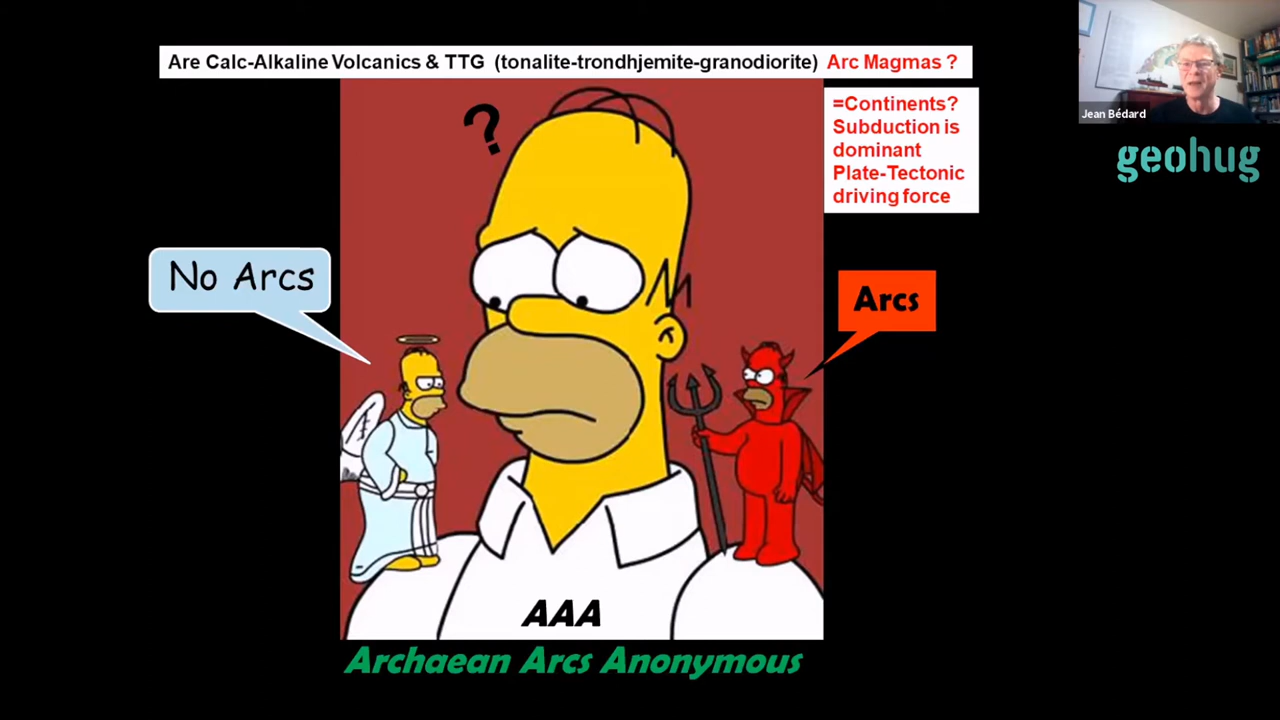 Are Calc-Alkaline Volcanics & TTG (tonalite-trondhjemite-granodiorite) Arc Magmas ?
=Continents?
Subduction is
dominant
Plate-Tectonic
driving force
Jean Bédard
geohug
?
No Arcs
Arcs
AAA
Archaean Arcs Anonymous